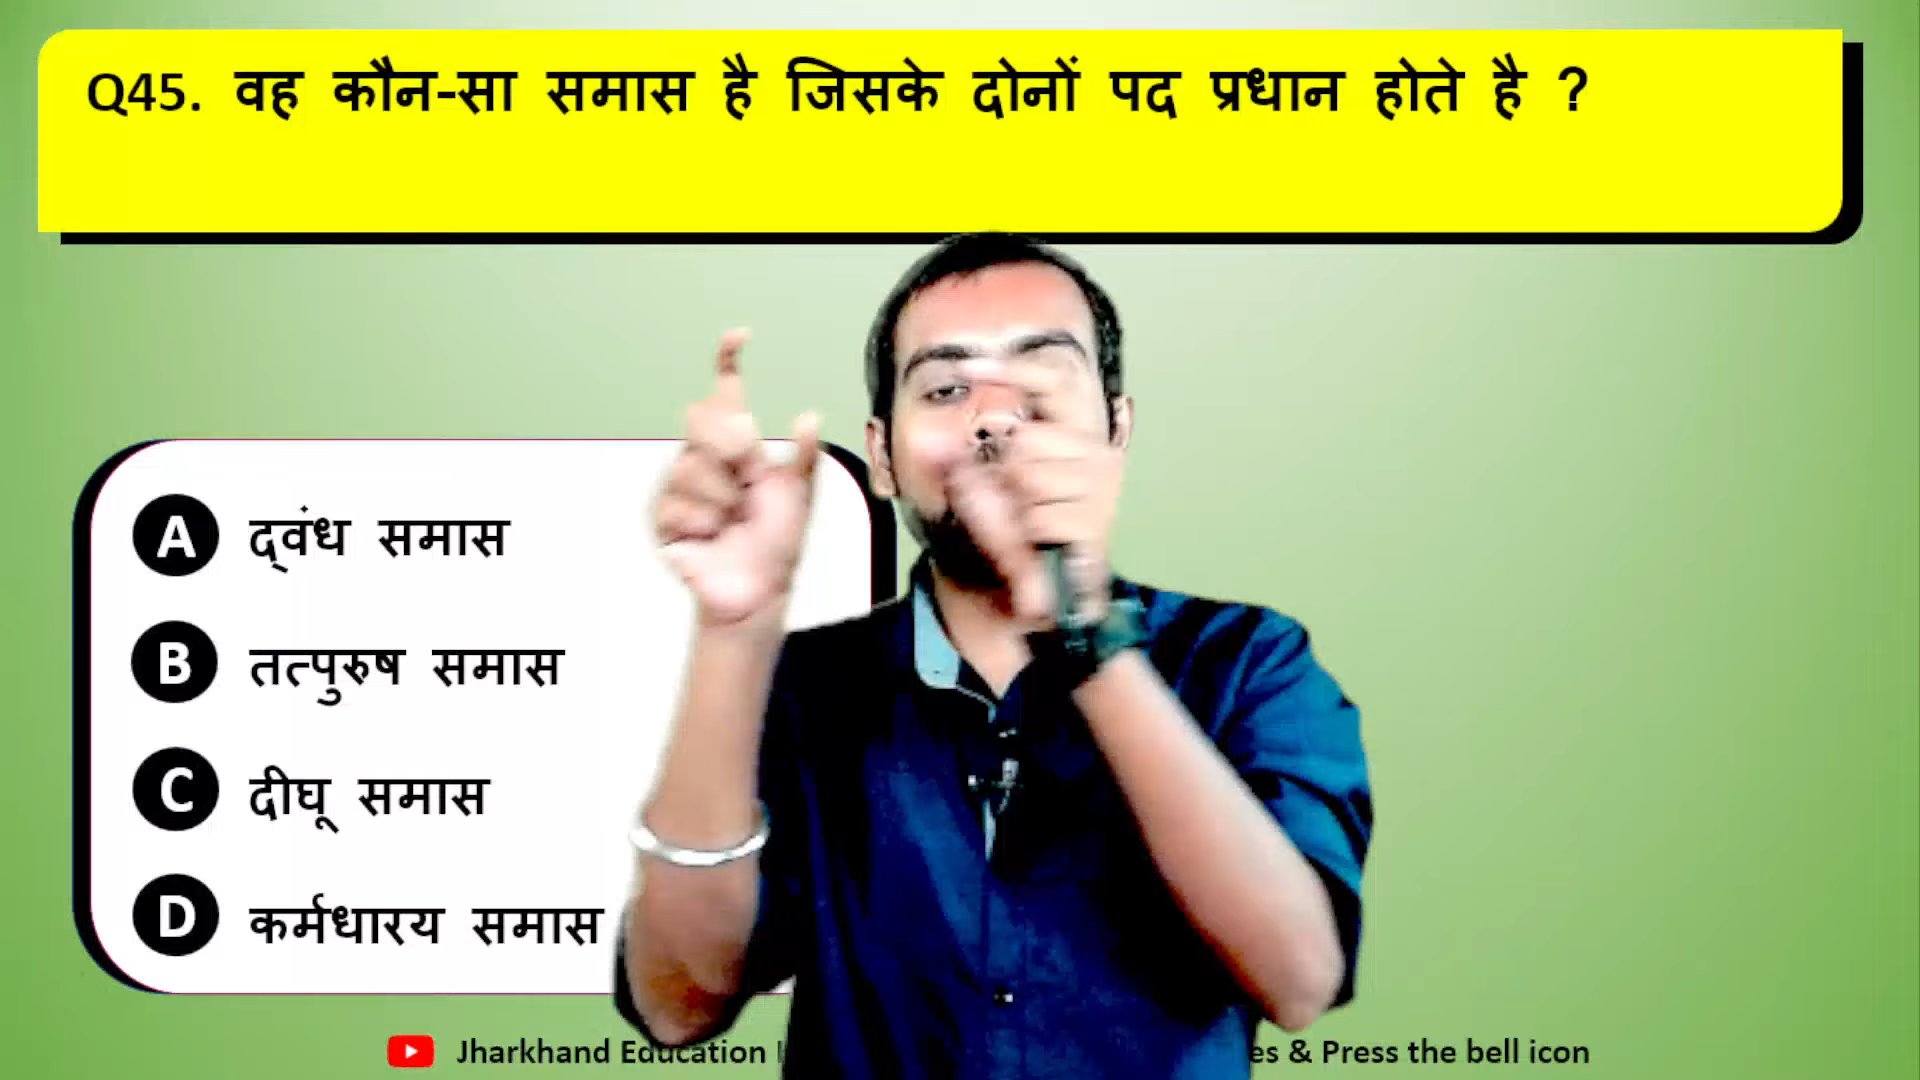 Q45. वह कौन-सा समास है जिसके दोनों पद प्रधान होते है ?
A द्वंध समास
B तत्पुरुष समास
C दीघू समास
D कर्मधारय समास
Jharkhand Education & Press the bell icon